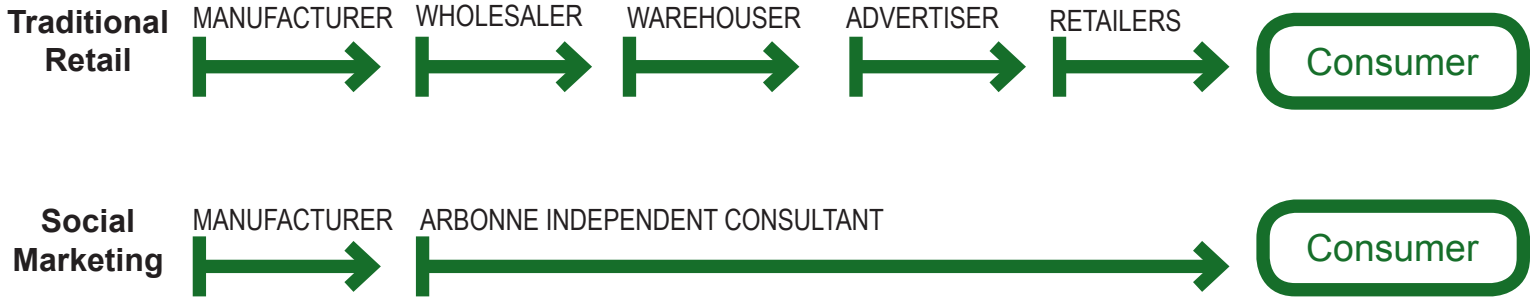 Traditional
Retail
MANUFACTURER
WHOLESALER
WAREHOUSER
ADVERTISER
RETAILERS
Consumer
Social
Marketing
MANUFACTURER
ARBONNE INDEPENDENT CONSULTANT
Consumer